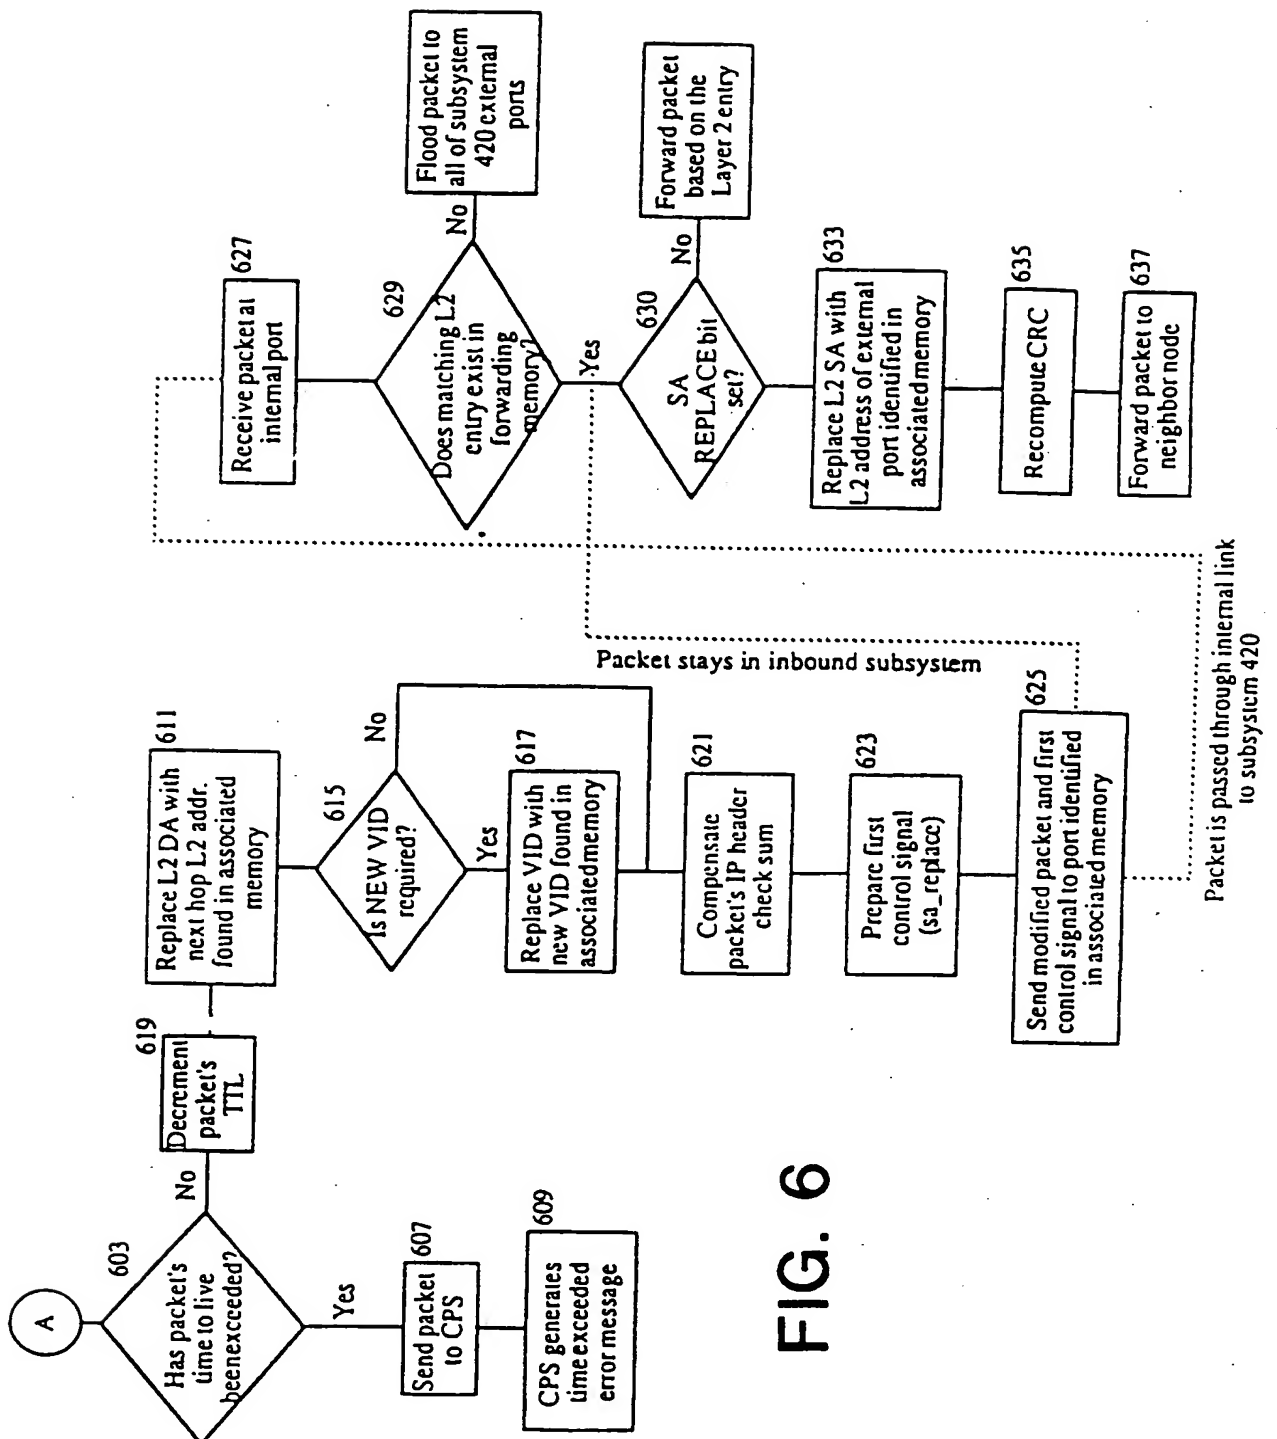 A
603
Has packet's
time to live
beenexceeded?
No
Yes
607
Send packet
to CPS
609
CPS generates
time exceeded
error message
619
Decrement
packet's
TTL
611
Replace L2 DA with
next hop L2 addr.
found in associated
memory
615
Is NEW VID
required?
No
Yes
617
Replace VID with
new VID found in
associatedmemory
621
Compensate
packet's IP header
check sum
623
Prepare first
control signal
(sa_replace)
625
Send modified packet and first
control signal to port identified
in associated memory
Packet stays in inbound subsystem
Packet is passed through internal link
to subsystem 420
627
Receive packet at
internal port
629
Does matching L2
entry exist in
forwarding
memory?
No
Flood packet to
all of subsystem
420 external
ports
Yes
630
SA
REPLACE bit
set?
No
Forward packet
based on the
Layer 2 entry
633
Replace L2 SA with
L2 address of external
port identified in
associatedmemory
635
Recompute CRC
637
Forward packet to
neighbor node
FIG. 6